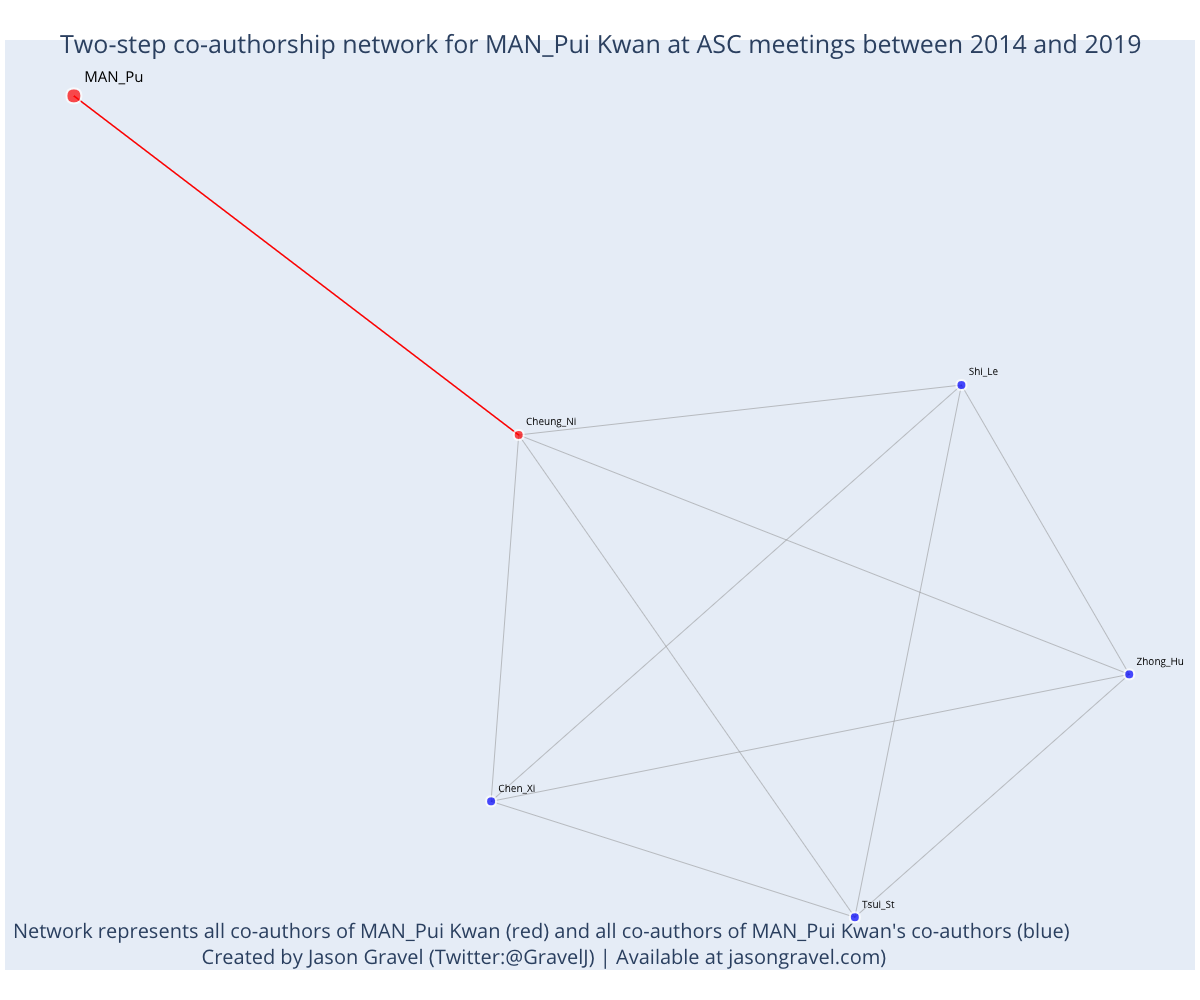 Two-step co-authorship network for MAN_Pui Kwan at ASC meetings between 2014 and 2019
MAN_Pu
Shi_Le
Cheung_Ni
Zhong_Hu
Chen_Xi
Tsui_St
Network represents all co-authors of MAN_Pui Kwan (red) and all co-authors of MAN_Pui Kwan's co-authors (blue)
Created by Jason Gravel (Twitter:@GravelJ) | Available at jasongravel.com)